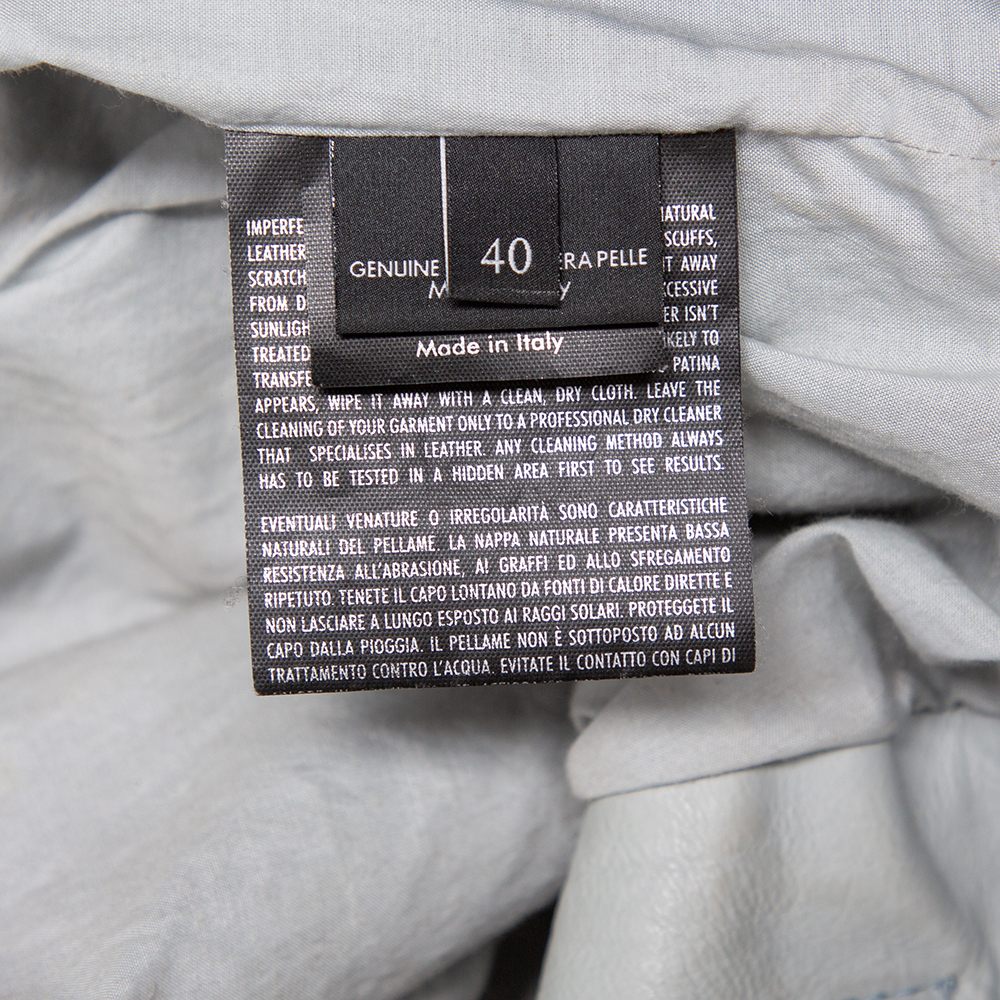 IMPERFE NATURAL
LEATHER SCUFFS,
SCRATCH AWAY
FROM D
SUNLIGH ISN'T
TREATED TO
TRANSFE PATINA
APPEARS, WIPE IT AWAY WITH A CLEAN, DRY CLOTH. LEAVE THE
CLEANING OF YOUR GARMENT ONLY TO A PROFESSIONAL DRY CLEANER
THAT SPECIALISES IN LEATHER. ANY CLEANING METHOD ALWAYS
HAS TO BE TESTED IN A HIDDEN AREA FIRST TO SEE RESULTS.
EVENTUALI VENATURE O IRREGOLARITÀ SONO CARATTERISTICHE
NATURALI DEL PELLAME. LA NAPPA NATURALE PRESENTA BASSA
RESISTENZA ALL'ABRASIONE, AI GRAFFI ED ALLO SFREGAMENTO
RIPETUTO. TENETE IL CAPO LONTANO DA FONTI DI CALORE DIRETTE E
NON LASCIARE A LUNGO ESPOSTO AI RAGGI SOLARI. PROTEGGETE IL
CAPO DALLA PIOGGIA. IL PELLAME NON È SOTTOPOSTO AD ALCUN
TRATTAMENTO CONTRO L'ACQUA. EVITATE IL CONTATTO CON CAPI DI
GENUINE ERA PELLE
40
Made in Italy